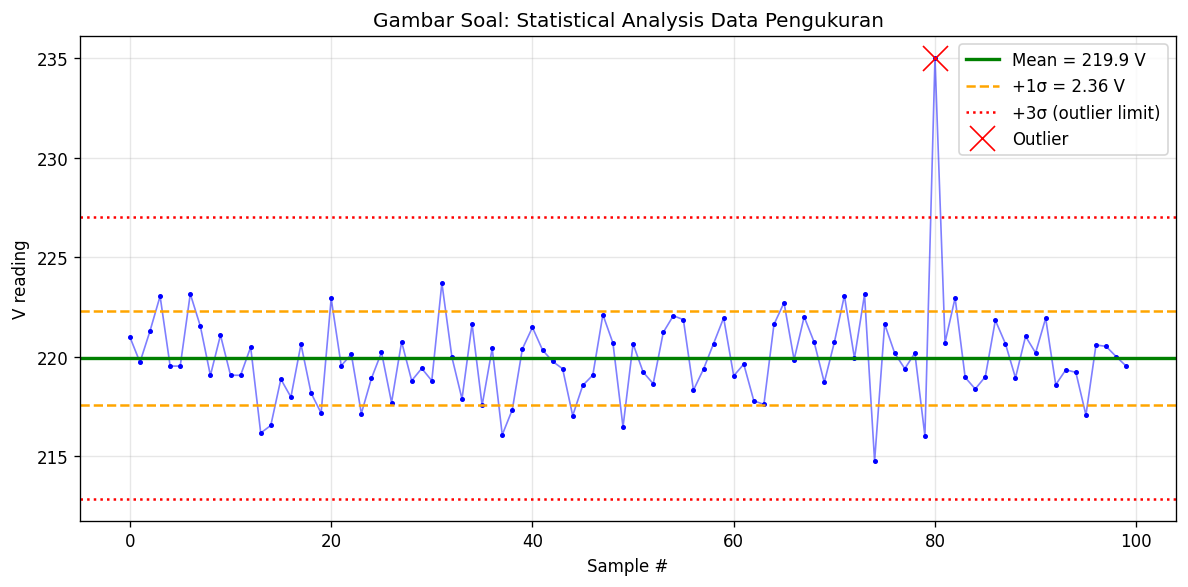 Gambar Soal: Statistical Analysis Data Pengukuran
V reading
235
230
225
220
215
Mean = 219.9 V
+1σ = 2.36 V
+3σ (outlier limit)
Outlier
0
20
40
60
80
100
Sample #